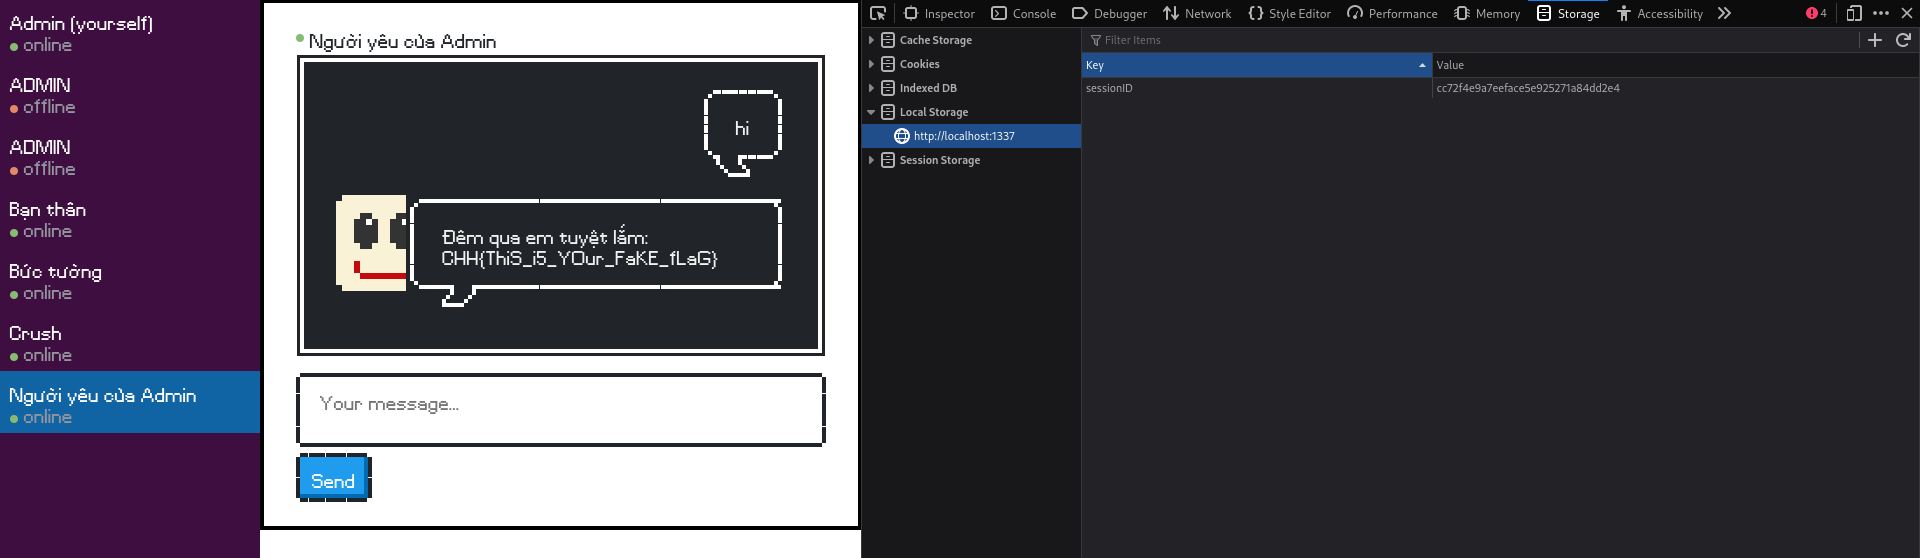 Admin (yourself)
online
ADMIN
offline
ADMIN
offline
Bạn thân
online
Bức tường
online
Crush
online
Người yêu của Admin
online
Người yêu của Admin
hi
Đêm qua em tuyệt lắm:
CHH{ThiS_i5_YOur_FaKE_fLaG}
Your message...
Send
Inspector
Console
Debugger
Network
Style Editor
Performance
Memory
Storage
Accessibility
4
Cache Storage
Cookies
Indexed DB
Local Storage
http://localhost:1337
Session Storage
Filter Items
Key Value
sessionID cc72f4e9a7eeface5e925271a84dd2e4